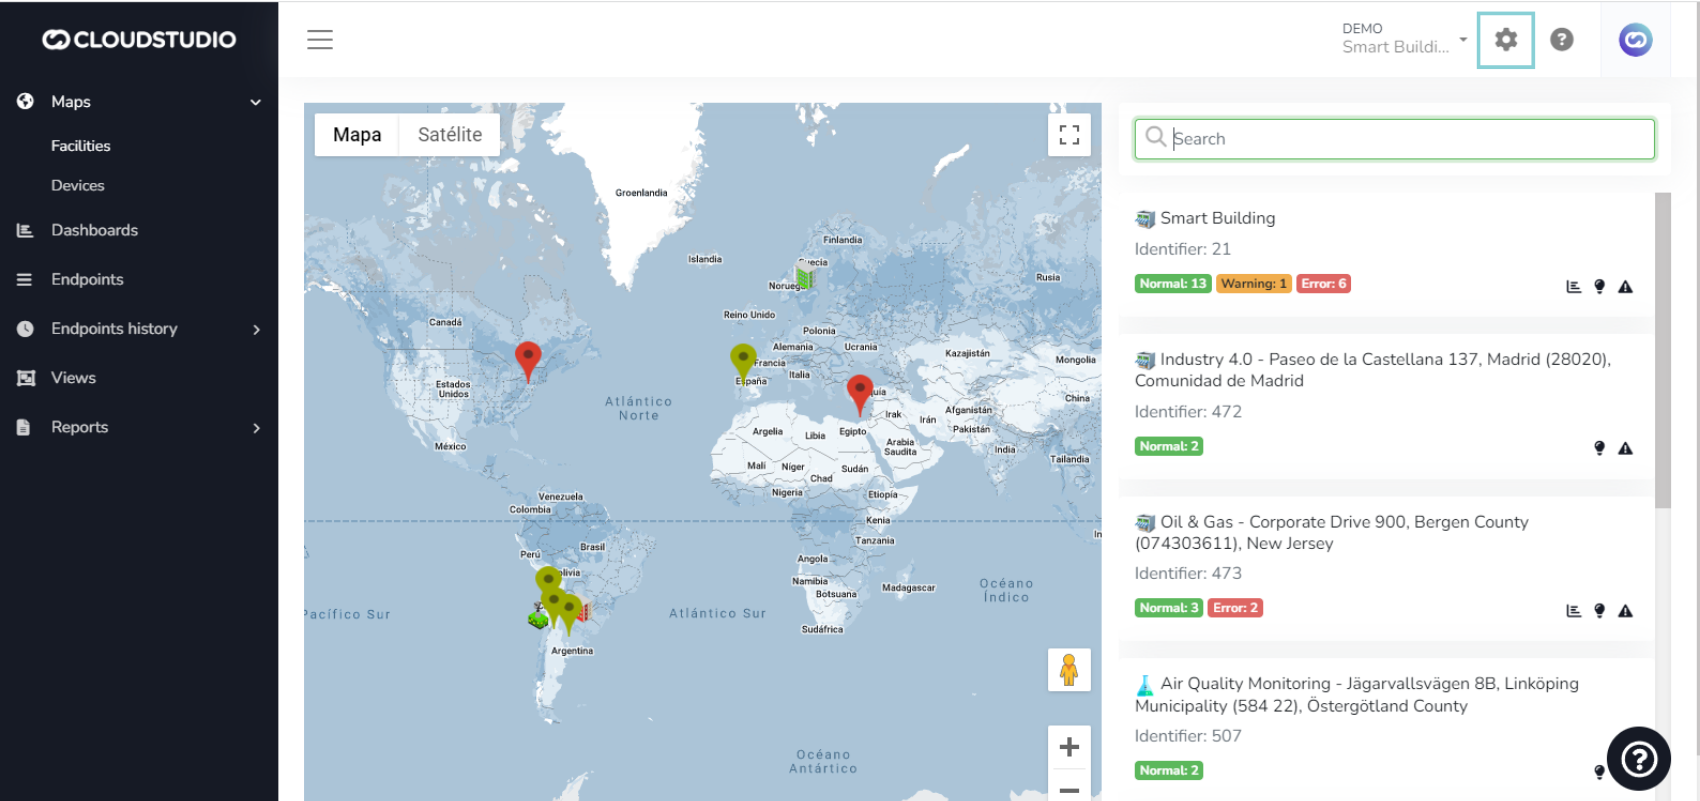 CLOUDSTUDIO
DEMO
Smart Buildi...
Maps
Facilities
Devices
Dashboards
Endpoints
Endpoints history
Views
Reports
Mapa
Satélite
Groenlandia
Islandia
Finlandia
Suecia
Noruega
Rusia
Canadá
Reino Unido
Polonia
Alemania
Ucrania
Kazajistán
Mongolia
Francia
Italia
España
Estados
Unidos
Atlántico
Norte
China
Irak
Irán
Afganistán
Pakistán
México
Argelia
Libia
Egipto
Arabia
Saudita
India
Tailandia
Malí
Níger
Chad
Sudán
Nigeria
Etiopía
Venezuela
Colombia
Kenia
Tanzania
Perú
Brasil
Bolivia
Angola
Namibia
Botsuana
Madagascar
Océano
Índico
Pacífico Sur
Atlántico Sur
Sudáfrica
Argentina
Océano
Antártico
Search
Smart Building
Identifier: 21
Normal: 13 Warning: 1 Error: 6
Industry 4.0 - Paseo de la Castellana 137, Madrid (28020),
Comunidad de Madrid
Identifier: 472
Normal: 2
Oil & Gas - Corporate Drive 900, Bergen County
(074303611), New Jersey
Identifier: 473
Normal: 3 Error: 2
Air Quality Monitoring - Jägarvallsvägen 8B, Linköping
Municipality (584 22), Östergötland County
Identifier: 507
Normal: 2